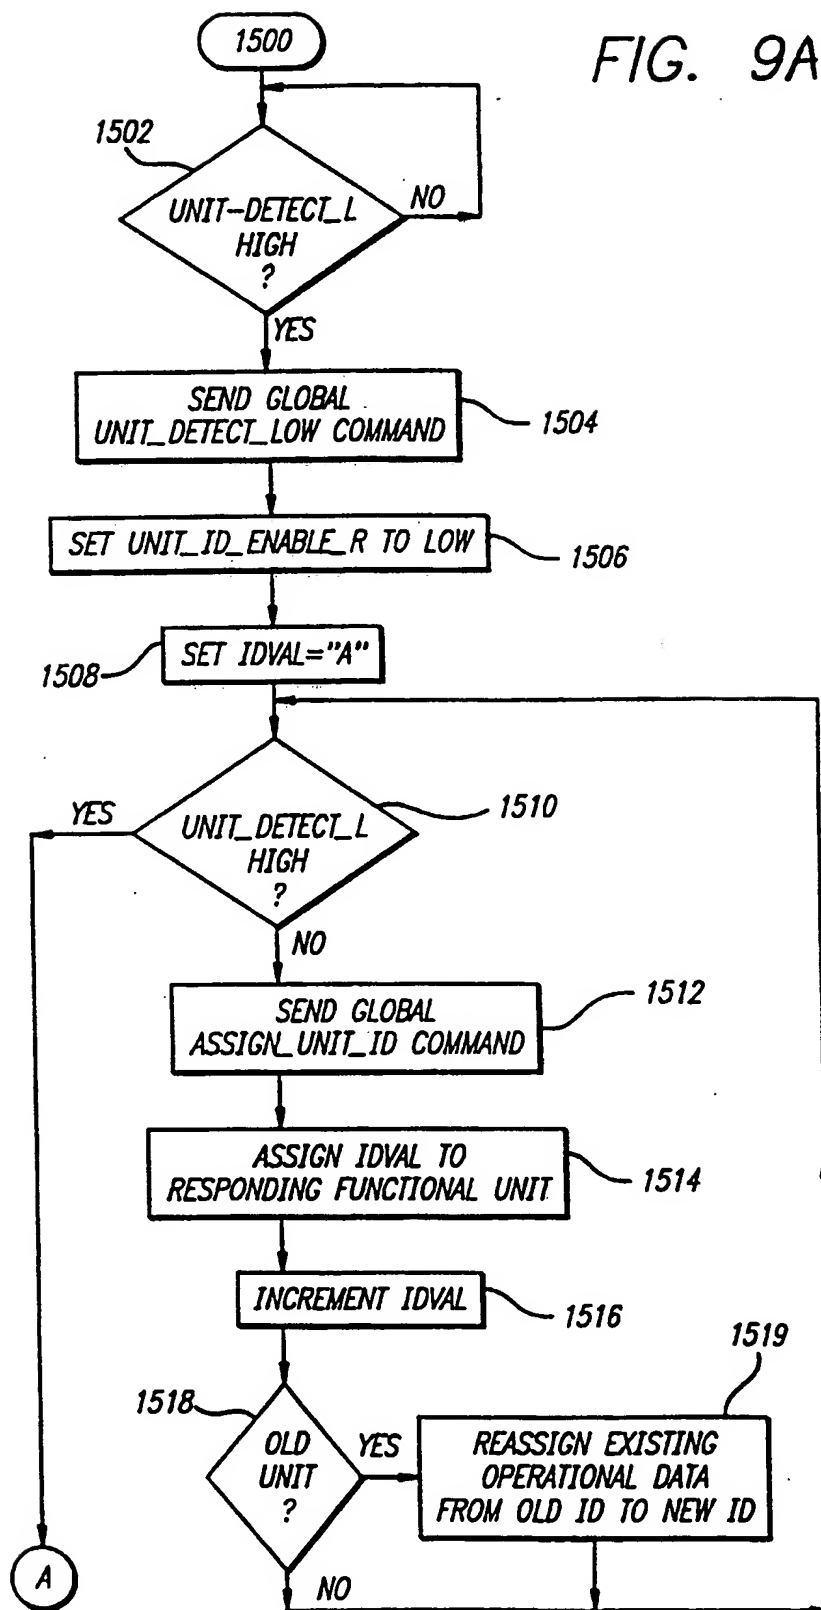 1500
FIG. 9A
1502
UNIT-DETECT_L
HIGH
?
NO
YES
SEND GLOBAL
UNIT_DETECT_LOW COMMAND
1504
SET UNIT_ID_ENABLE_R TO LOW
1506
SET IDVAL="A"
1508
YES
UNIT_DETECT_L
HIGH
?
1510
NO
SEND GLOBAL
ASSIGN_UNIT_ID COMMAND
1512
ASSIGN IDVAL TO
RESPONDING FUNCTIONAL UNIT
1514
INCREMENT IDVAL
1516
1518
OLD
UNIT
?
YES
1519
REASSIGN EXISTING
OPERATIONAL DATA
FROM OLD ID TO NEW ID
A
NO